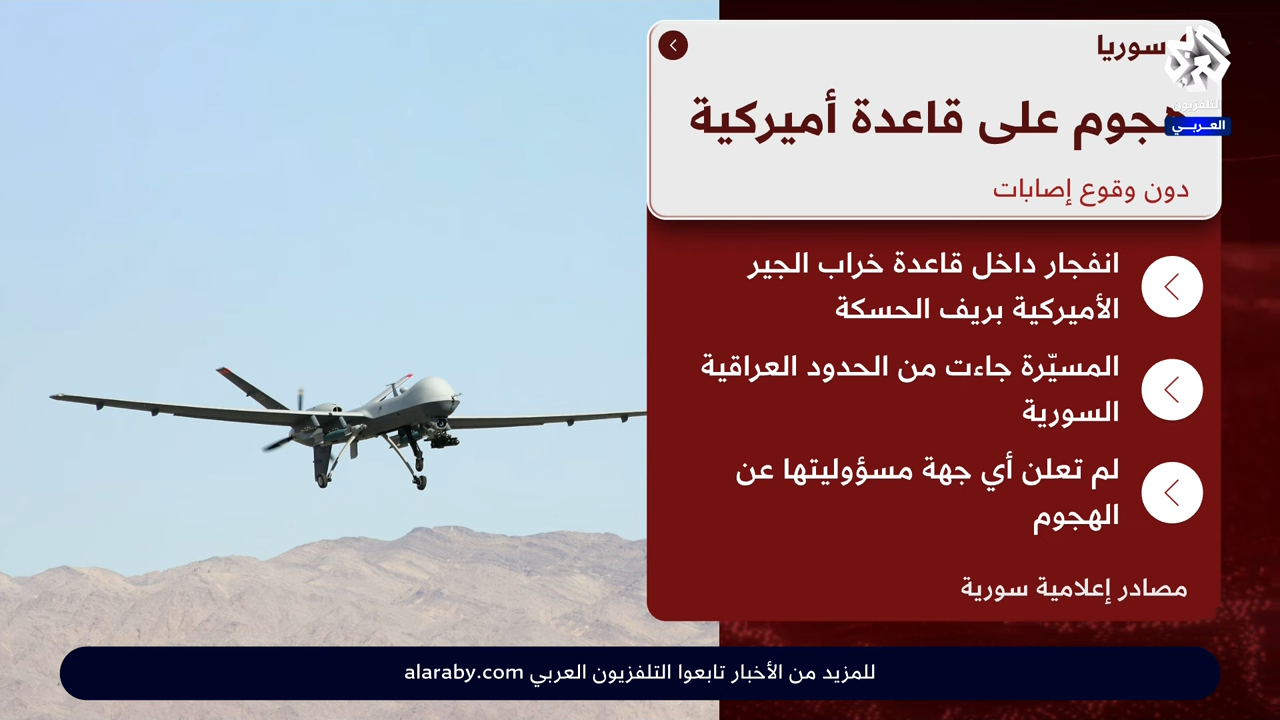 سوريا
هجوم على قاعدة أميركية
دون وقوع إصابات
التلفزيون
العـربـي
انفجار داخل قاعدة خراب الجير
الأميركية بريف الحسكة
المسيّرة جاءت من الحدود العراقية
السورية
لم تعلن أي جهة مسؤوليتها عن
الهجوم
مصادر إعلامية سورية
للمزيد من الأخبار تابعوا التلفزيون العربي alaraby.com